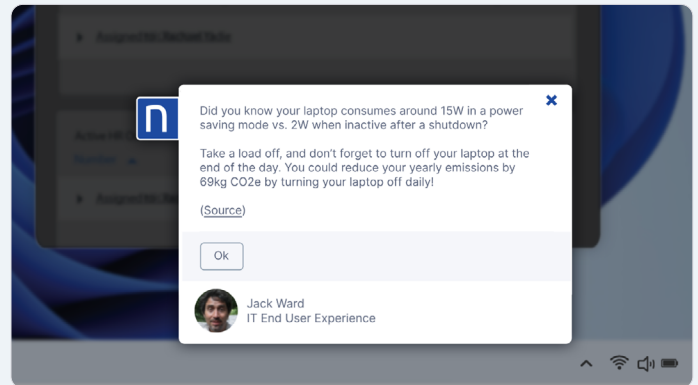 n
Did you know your laptop consumes around 15W in a power
saving mode vs. 2W when inactive after a shutdown?
Take a load off, and don't forget to turn off your laptop at the
end of the day. You could reduce your yearly emissions by
69kg CO2e by turning your laptop off daily!
(Source)
Ok
Jack Ward
IT End User Experience